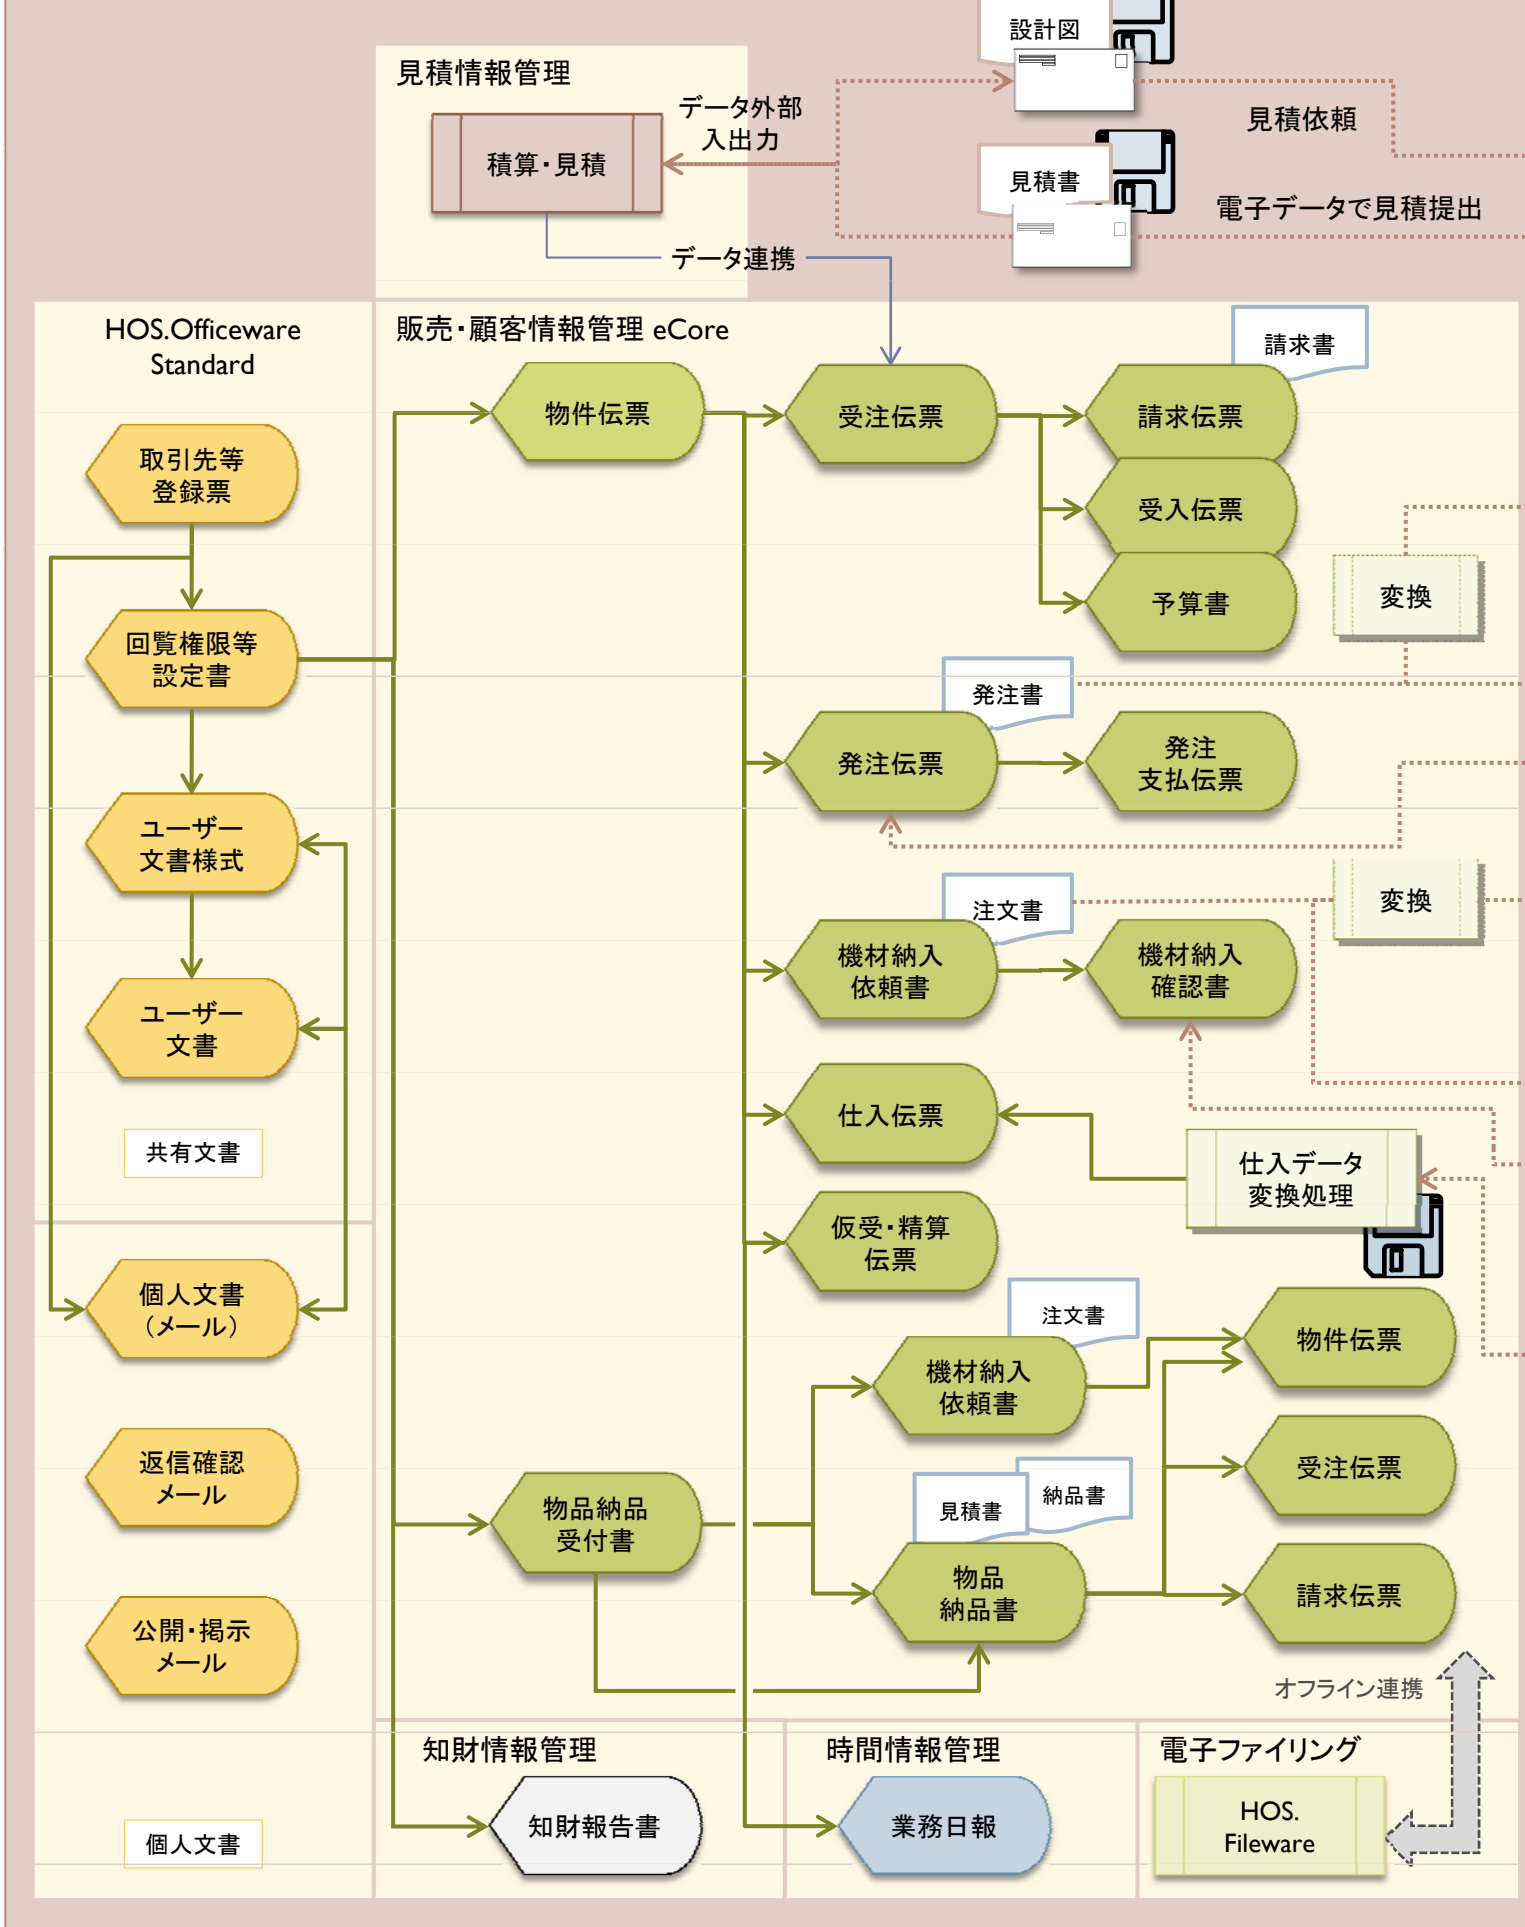 設計図
見積情報管理
データ外部
入出力
見積依頼
積算・見積
見積書
電子データで見積提出
データ連携
HOS.Officeware
Standard
販売・顧客情報管理 eCore
請求書
物件伝票
受注伝票
請求伝票
取引先等
登録票
受入伝票
変換
予算書
回覧権限等
設定書
発注書
発注伝票
発注
支払伝票
ユーザー
文書様式
変換
注文書
機材納入
依頼書
機材納入
確認書
ユーザー
文書
仕入伝票
共有文書
仕入データ
変換処理
仮受・精算
伝票
個人文書
（メール）
注文書
物件伝票
機材納入
依頼書
返信確認
メール
受注伝票
見積書
納品書
物品納品
受付書
物品
納品書
請求伝票
公開・掲示
メール
オフライン連携
知財情報管理
時間情報管理
電子ファイリング
知財報告書
業務日報
HOS.
Fileware
個人文書